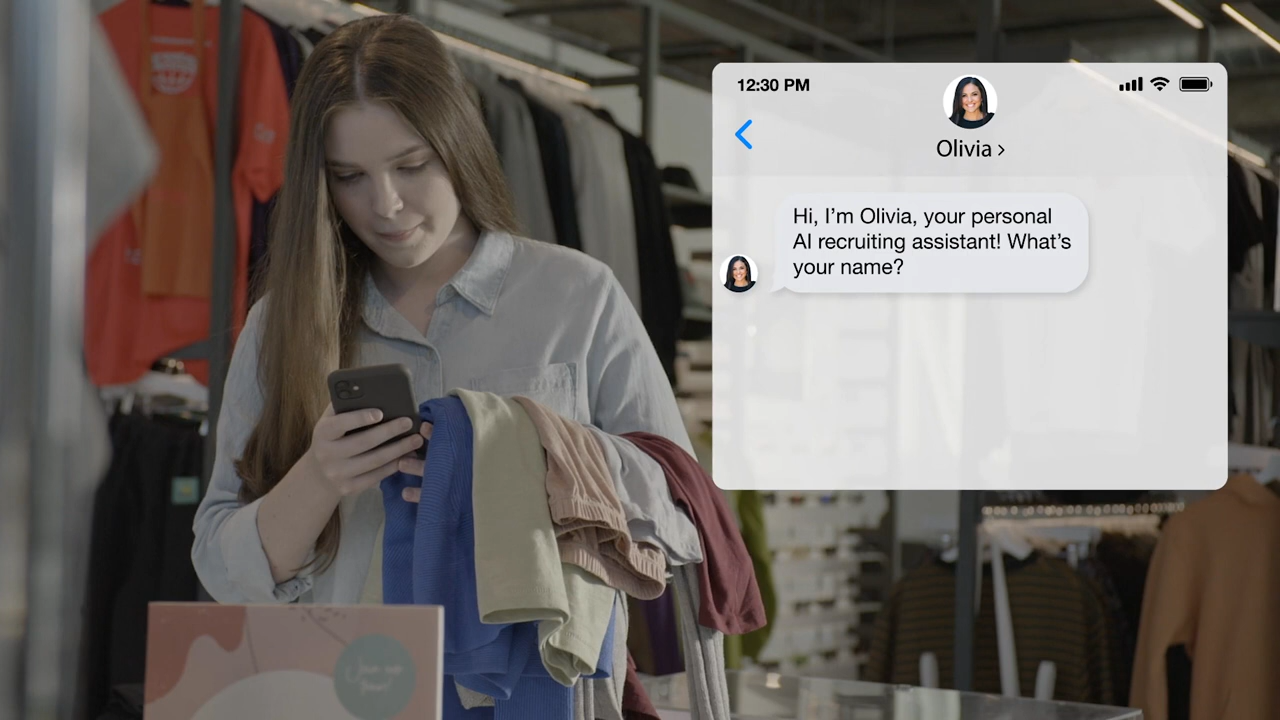 12:30 PM
Olivia >
Hi, I’m Olivia, your personal
AI recruiting assistant! What’s
your name?